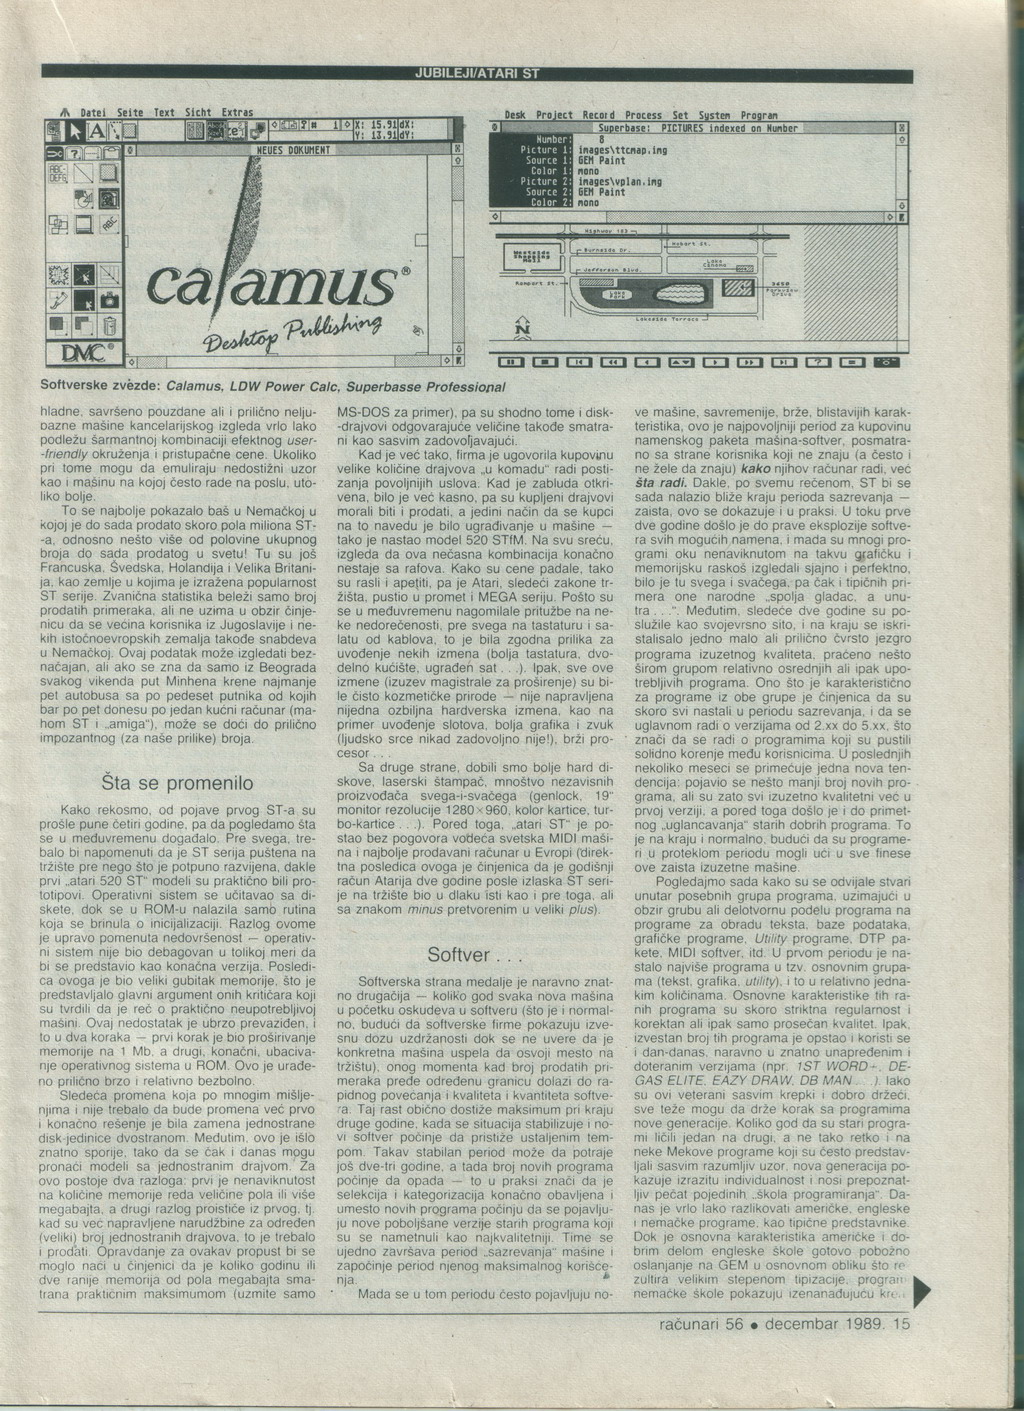 JUBILEJI/ATARI ST
Datei Seite Text Sicht Extras
X: 15.91 dX:
Y: 13.91 dY:
NEUES DOKUMENT
calamus®
Desktop Publishing
DMC®
Desk Project Record Process Set System Program
Superbase: PICTURES indexed on Number
Number: 8
Picture 1: images\ttcmap.img
Source 1: GEM Paint
Color 1: mono
Picture 2: images\vplan.img
Source 2: GEM Paint
Color 2: mono
Highway 183
Westside Shopping Mall
Burnside Dr.
Hobart St.
Jefferson Blvd.
Lake Cinema
Rampart St.
Lake Park
3450 Parkview Drive
Lakeside Terrace
N
Softverske zvezde: Calamus, LDW Power Calc, Superbasse Professional
hladne, savršeno pouzdane ali i prilično nelju-
bazne mašine kancelarijskog izgleda vrlo lako
podležu šarmantnoj kombinaciji efektnog user-
-friendly okruženja i pristupačne cene. Ukoliko
pri tome mogu da emuliraju nedostižni uzor
kao i mašinu na kojoj često rade na poslu, uto-
liko bolje.
To se najbolje pokazalo baš u Nemačkoj u
kojoj je do sada prodato skoro pola miliona ST-
-a, odnosno nešto više od polovine ukupnog
broja do sada prodatog u svetu! Tu su još
Francuska, Švedska, Holandija i Velika Britani-
ja, kao zemlje u kojima je izražena popularnost
ST serije. Zvanična statistika beleži samo broj
prodatih primeraka, ali ne uzima u obzir činje-
nicu da se većina korisnika iz Jugoslavije i ne-
kih istočnoevropskih zemalja takođe snabdeva
u Nemačkoj. Ovaj podatak može izgledati bez-
načajan, ali ako se zna da samo iz Beograda
svakog vikenda put Minhena krene najmanje
pet autobusa sa po pedeset putnika od kojih
bar po pet donesu po jedan kućni računar (ma-
hom ST i „amiga"), može se doći do prilično
impozantnog (za naše prilike) broja.
Šta se promenilo
Kako rekosmo, od pojave prvog ST-a su
prošle pune četiri godine, pa da pogledamo šta
se u međuvremenu događalo. Pre svega, tre-
balo bi napomenuti da je ST serija puštena na
tržište pre nego što je potpuno razvijena, dakle
prvi „atari 520 ST" modeli su praktično bili pro-
totipovi. Operativni sistem se učitavao sa di-
skete, dok se u ROM-u nalazila samo rutina
koja se brinula o inicijalizaciji. Razlog ovome
je upravo pomenuta nedovršenost — operativ-
ni sistem nije bio debagovan u tolikoj meri da
bi se predstavio kao konačna verzija. Posledi-
ca ovoga je bio veliki gubitak memorije, što je
predstavljalo glavni argument onih kritičara koji
su tvrdili da je reč o praktično neupotrebljivoj
mašini. Ovaj nedostatak je ubrzo prevaziđen, i
to u dva koraka — prvi korak je bio proširivanje
memorije na 1 Mb, a drugi, konačni, ubaciva-
nje operativnog sistema u ROM. Ovo je urađe-
no prilično brzo i relativno bezbolno.
Sledeća promena koja po mnogim mišlje-
njima i nije trebalo da bude promena već prvo
i konačno rešenje je bila zamena jednostrane
disk-jedinice dvostranom. Međutim, ovo je išlo
znatno sporije, tako da se čak i danas mogu
pronaći modeli sa jednostranim drajvom. Za
ovo postoje dva razloga: prvi je nenaviknutost
na količine memorije reda veličine pola ili više
megabajta, a drugi razlog proističe iz prvog, tj.
kad su već napravljene narudžbine za određen
(veliki) broj jednostranih drajvova, to je trebalo
i prodati. Opravdanje za ovakav propust bi se
moglo naći u činjenici da je koliko godinu ili
dve ranije memorija od pola megabajta sma-
trana praktičnim maksimumom (uzmite samo
MS-DOS za primer), pa su shodno tome i disk-
-drajvovi odgovarajuće veličine takođe smatra-
ni kao sasvim zadovoljavajući.
Kad je već tako, firma je ugovorila kupovinu
velike količine drajvova „u komadu" radi posti-
zanja povoljnijih uslova. Kad je zabluda otkri-
vena, bilo je već kasno, pa su kupljeni drajvovi
morali biti i prodati, a jedini način da se kupci
na to navedu je bilo ugrađivanje u mašine —
tako je nastao model 520 STfM. Na svu sreću,
izgleda da ova nečasna kombinacija konačno
nestaje sa rafova. Kako su cene padale, tako
su rasli i apetiti, pa je Atari, sledeći zakone tr-
žišta, pustio u promet i MEGA seriju. Pošto su
se u međuvremenu nagomilale pritužbe na ne-
ke nedorečenosti, pre svega na tastaturu i sa-
latu od kablova, to je bila zgodna prilika za
uvođenje nekih izmena (bolja tastatura, dvo-
delno kućište, ugrađen sat . . .). Ipak, sve ove
izmene (izuzev magistrale za proširenje) su bi-
le čisto kozmetičke prirode — nije napravljena
nijedna ozbiljna hardverska izmena, kao na
primer uvođenje slotova, bolja grafika i zvuk
(ljudsko srce nikad zadovoljno nije!), brži pro-
cesor . . .
Sa druge strane, dobili smo bolje hard di-
skove, laserski štampač, mnoštvo nezavisnih
proizvođača svega-i-svačega (genlock, 19"
monitor rezolucije 1280×960, kolor kartice, tur-
bo-kartice . . .). Pored toga, „atari ST" je po-
stao bez pogovora vodeća svetska MIDI maši-
na i najbolje prodavani računar u Evropi (direk-
tna posledica ovoga je činjenica da je godišnji
račun Atarija dve godine posle izlaska ST seri-
je na tržište bio u dlaku isti kao i pre toga, ali
sa znakom minus pretvorenim u veliki plus).
Softver . . .
Softverska strana medalje je naravno znat-
no drugačija — koliko god svaka nova mašina
u početku oskudeva u softveru (što je i normal-
no, budući da softverske firme pokazuju izve-
snu dozu uzdržanosti dok se ne uvere da je
konkretna mašina uspela da osvoji mesto na
tržištu), onog momenta kad broj prodatih pri-
meraka pređe određenu granicu dolazi do ra-
pidnog povećanja i kvaliteta i kvantiteta softve-
ra. Taj rast obično dostiže maksimum pri kraju
druge godine, kada se situacija stabilizuje i no-
vi softver počinje da pristiže ustaljenim tem-
pom. Takav stabilan period može da potraje
još dve-tri godine, a tada broj novih programa
počinje da opada — to u praksi znači da je
selekcija i kategorizacija konačno obavljena i
umesto novih programa počinju da se pojavlju-
ju nove poboljšane verzije starih programa koji
su se nametnuli kao najkvalitetniji. Time se
ujedno završava period „sazrevanja" mašine i
započinje period njenog maksimalnog korišće-
nja.
Mada se u tom periodu često pojavljuju no-
ve mašine, savremenije, brže, blistavijih karak-
teristika, ovo je najpovoljniji period za kupovinu
namenskog paketa mašina-softver, posmatra-
no sa strane korisnika koji ne znaju (a često i
ne žele da znaju) kako njihov računar radi, već
šta radi. Dakle, po svemu rečenom, ST bi se
sada nalazio bliže kraju perioda sazrevanja —
zaista, ovo se dokazuje i u praksi. U toku prve
dve godine došlo je do prave eksplozije softve-
ra svih mogućih namena, i mada su mnogi pro-
grami oku nenaviknutom na takvu grafičku i
memorijsku raskoš izgledali sjajno i perfektno,
bilo je tu svega i svačega, pa čak i tipičnih pri-
mera one narodne „spolja gladac, a unu-
tra . . .". Međutim, sledeće dve godine su po-
služile kao svojevrsno sito, i na kraju se iskri-
stalisalo jedno malo ali prilično čvrsto jezgro
programa izuzetnog kvaliteta, praćeno nešto
širom grupom relativno osrednjih ali ipak upo-
trebljivih programa. Ono što je karakteristično
za programe iz obe grupe je činjenica da su
skoro svi nastali u periodu sazrevanja, i da se
uglavnom radi o verzijama od 2.xx do 5.xx, što
znači da se radi o programima koji su pustili
solidno korenje među korisnicima. U poslednjih
nekoliko meseci se primećuje jedna nova ten-
dencija: pojavio se nešto manji broj novih pro-
grama, ali su zato svi izuzetno kvalitetni već u
prvoj verziji, a pored toga došlo je i do primet-
nog „uglancavanja" starih dobrih programa. To
je na kraju i normalno, budući da su programe-
ri u proteklom periodu mogli ući u sve finese
ove zaista izuzetne mašine.
Pogledajmo sada kako su se odvijale stvari
unutar posebnih grupa programa, uzimajući u
obzir grubu ali delotvornu podelu programa na
programe za obradu teksta, baze podataka,
grafičke programe, Utility programe, DTP pa-
kete, MIDI softver, itd. U prvom periodu je na-
stalo najviše programa u tzv. osnovnim grupa-
ma (tekst, grafika, utility), i to u relativno jedna-
kim količinama. Osnovne karakteristike tih ra-
nih programa su skoro striktna regularnost i
korektan ali ipak samo prosečan kvalitet. Ipak,
izvestan broj tih programa je opstao i koristi se
i dan-danas, naravno u znatno unapređenim i
doteranim verzijama (npr. 1ST WORD+, DE-
GAS ELITE, EAZY DRAW, DB MAN . . .). Iako
su ovi veterani sasvim krepki i dobro držeći,
sve teže mogu da drže korak sa programima
nove generacije. Koliko god da su stari progra-
mi ličili jedan na drugi, a ne tako retko i na
neke Mekove programe koji su često predstav-
ljali sasvim razumljiv uzor, nova generacija po-
kazuje izrazitu individualnost i nosi prepoznat-
ljiv pečat pojedinih „škola programiranja". Da-
nas je vrlo lako razlikovati američke, engleske
i nemačke programe, kao tipične predstavnike.
Dok je osnovna karakteristika američke i do-
brim delom engleske škole gotovo pobožno
oslanjanje na GEM u osnovnom obliku što re-
zultira velikim stepenom tipizacije, program
nemačke škole pokazuju izenanađujuću
računari 56 • decembar 1989. 15